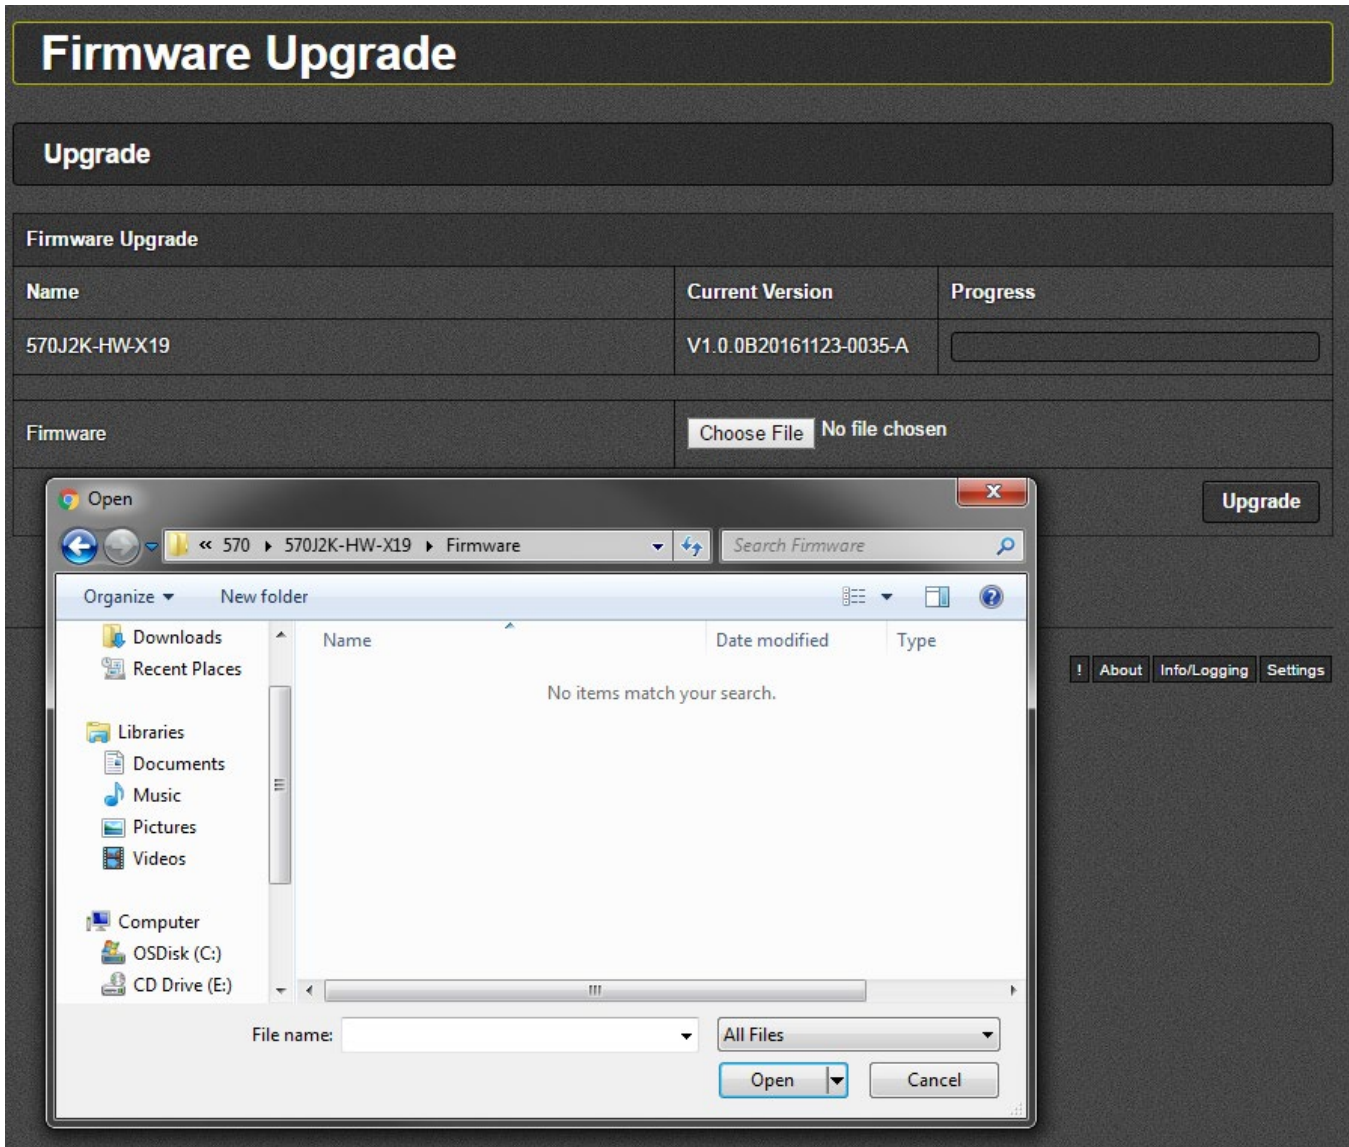 Firmware Upgrade
Upgrade
Firmware Upgrade
Name Current Version Progress
570J2K-HW-X19 V1.0.0B20161123-0035-A
Firmware Choose File No file chosen
Upgrade
Open
« 570 570J2K-HW-X19 Firmware Search Firmware
Organize New folder
Downloads
Recent Places
Libraries
Documents
Music
Pictures
Videos
Computer
OSDisk (C:)
CD Drive (E:)
Name Date modified Type
No items match your search.
File name: All Files
Open Cancel
! About Info/Logging Settings